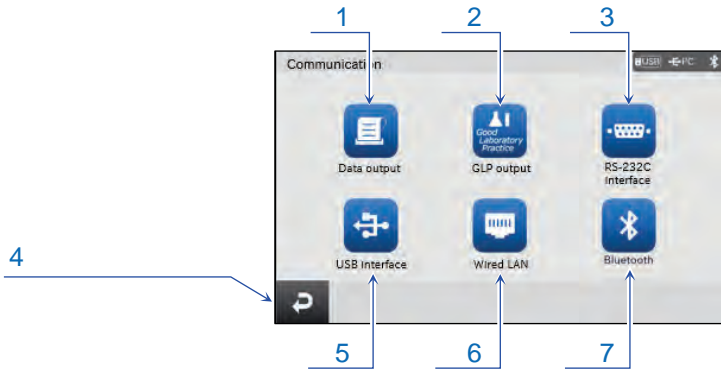 1
2
3
Communication
USB
PC
Good
Laboratory
Practice
Data output
GLP output
RS-232C
Interface
4
USB Interface
Wired LAN
Bluetooth
5
6
7